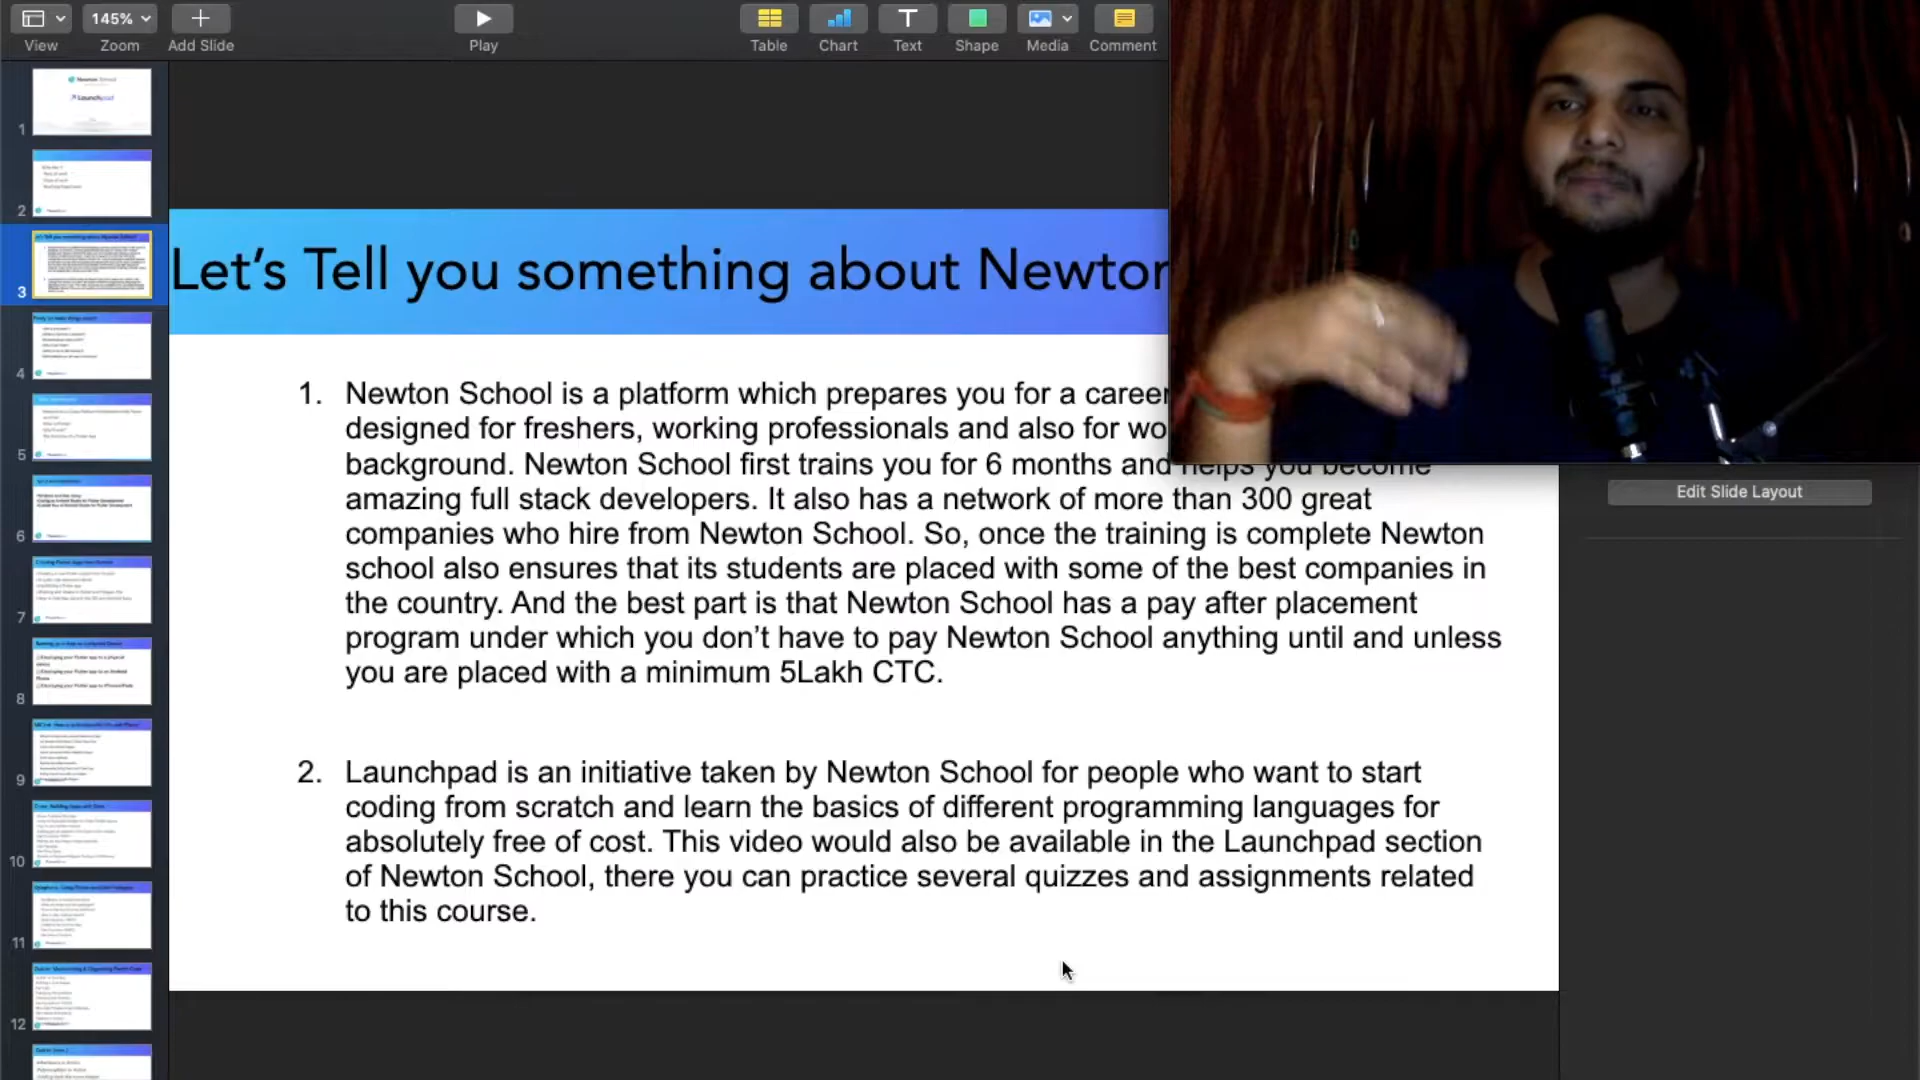 145%
View
Zoom
Add Slide
Play
Table
Chart
Text
Shape
Media
Comment
1
2
3
4
5
6
7
8
9
10
11
12
Let's Tell you something about Newton
1. Newton School is a platform which prepares you for a career
designed for freshers, working professionals and also for wo
background. Newton School first trains you for 6 months and helps you become
amazing full stack developers. It also has a network of more than 300 great
companies who hire from Newton School. So, once the training is complete Newton
school also ensures that its students are placed with some of the best companies in
the country. And the best part is that Newton School has a pay after placement
program under which you don't have to pay Newton School anything until and unless
you are placed with a minimum 5Lakh CTC.
2. Launchpad is an initiative taken by Newton School for people who want to start
coding from scratch and learn the basics of different programming languages for
absolutely free of cost. This video would also be available in the Launchpad section
of Newton School, there you can practice several quizzes and assignments related
to this course.
Edit Slide Layout